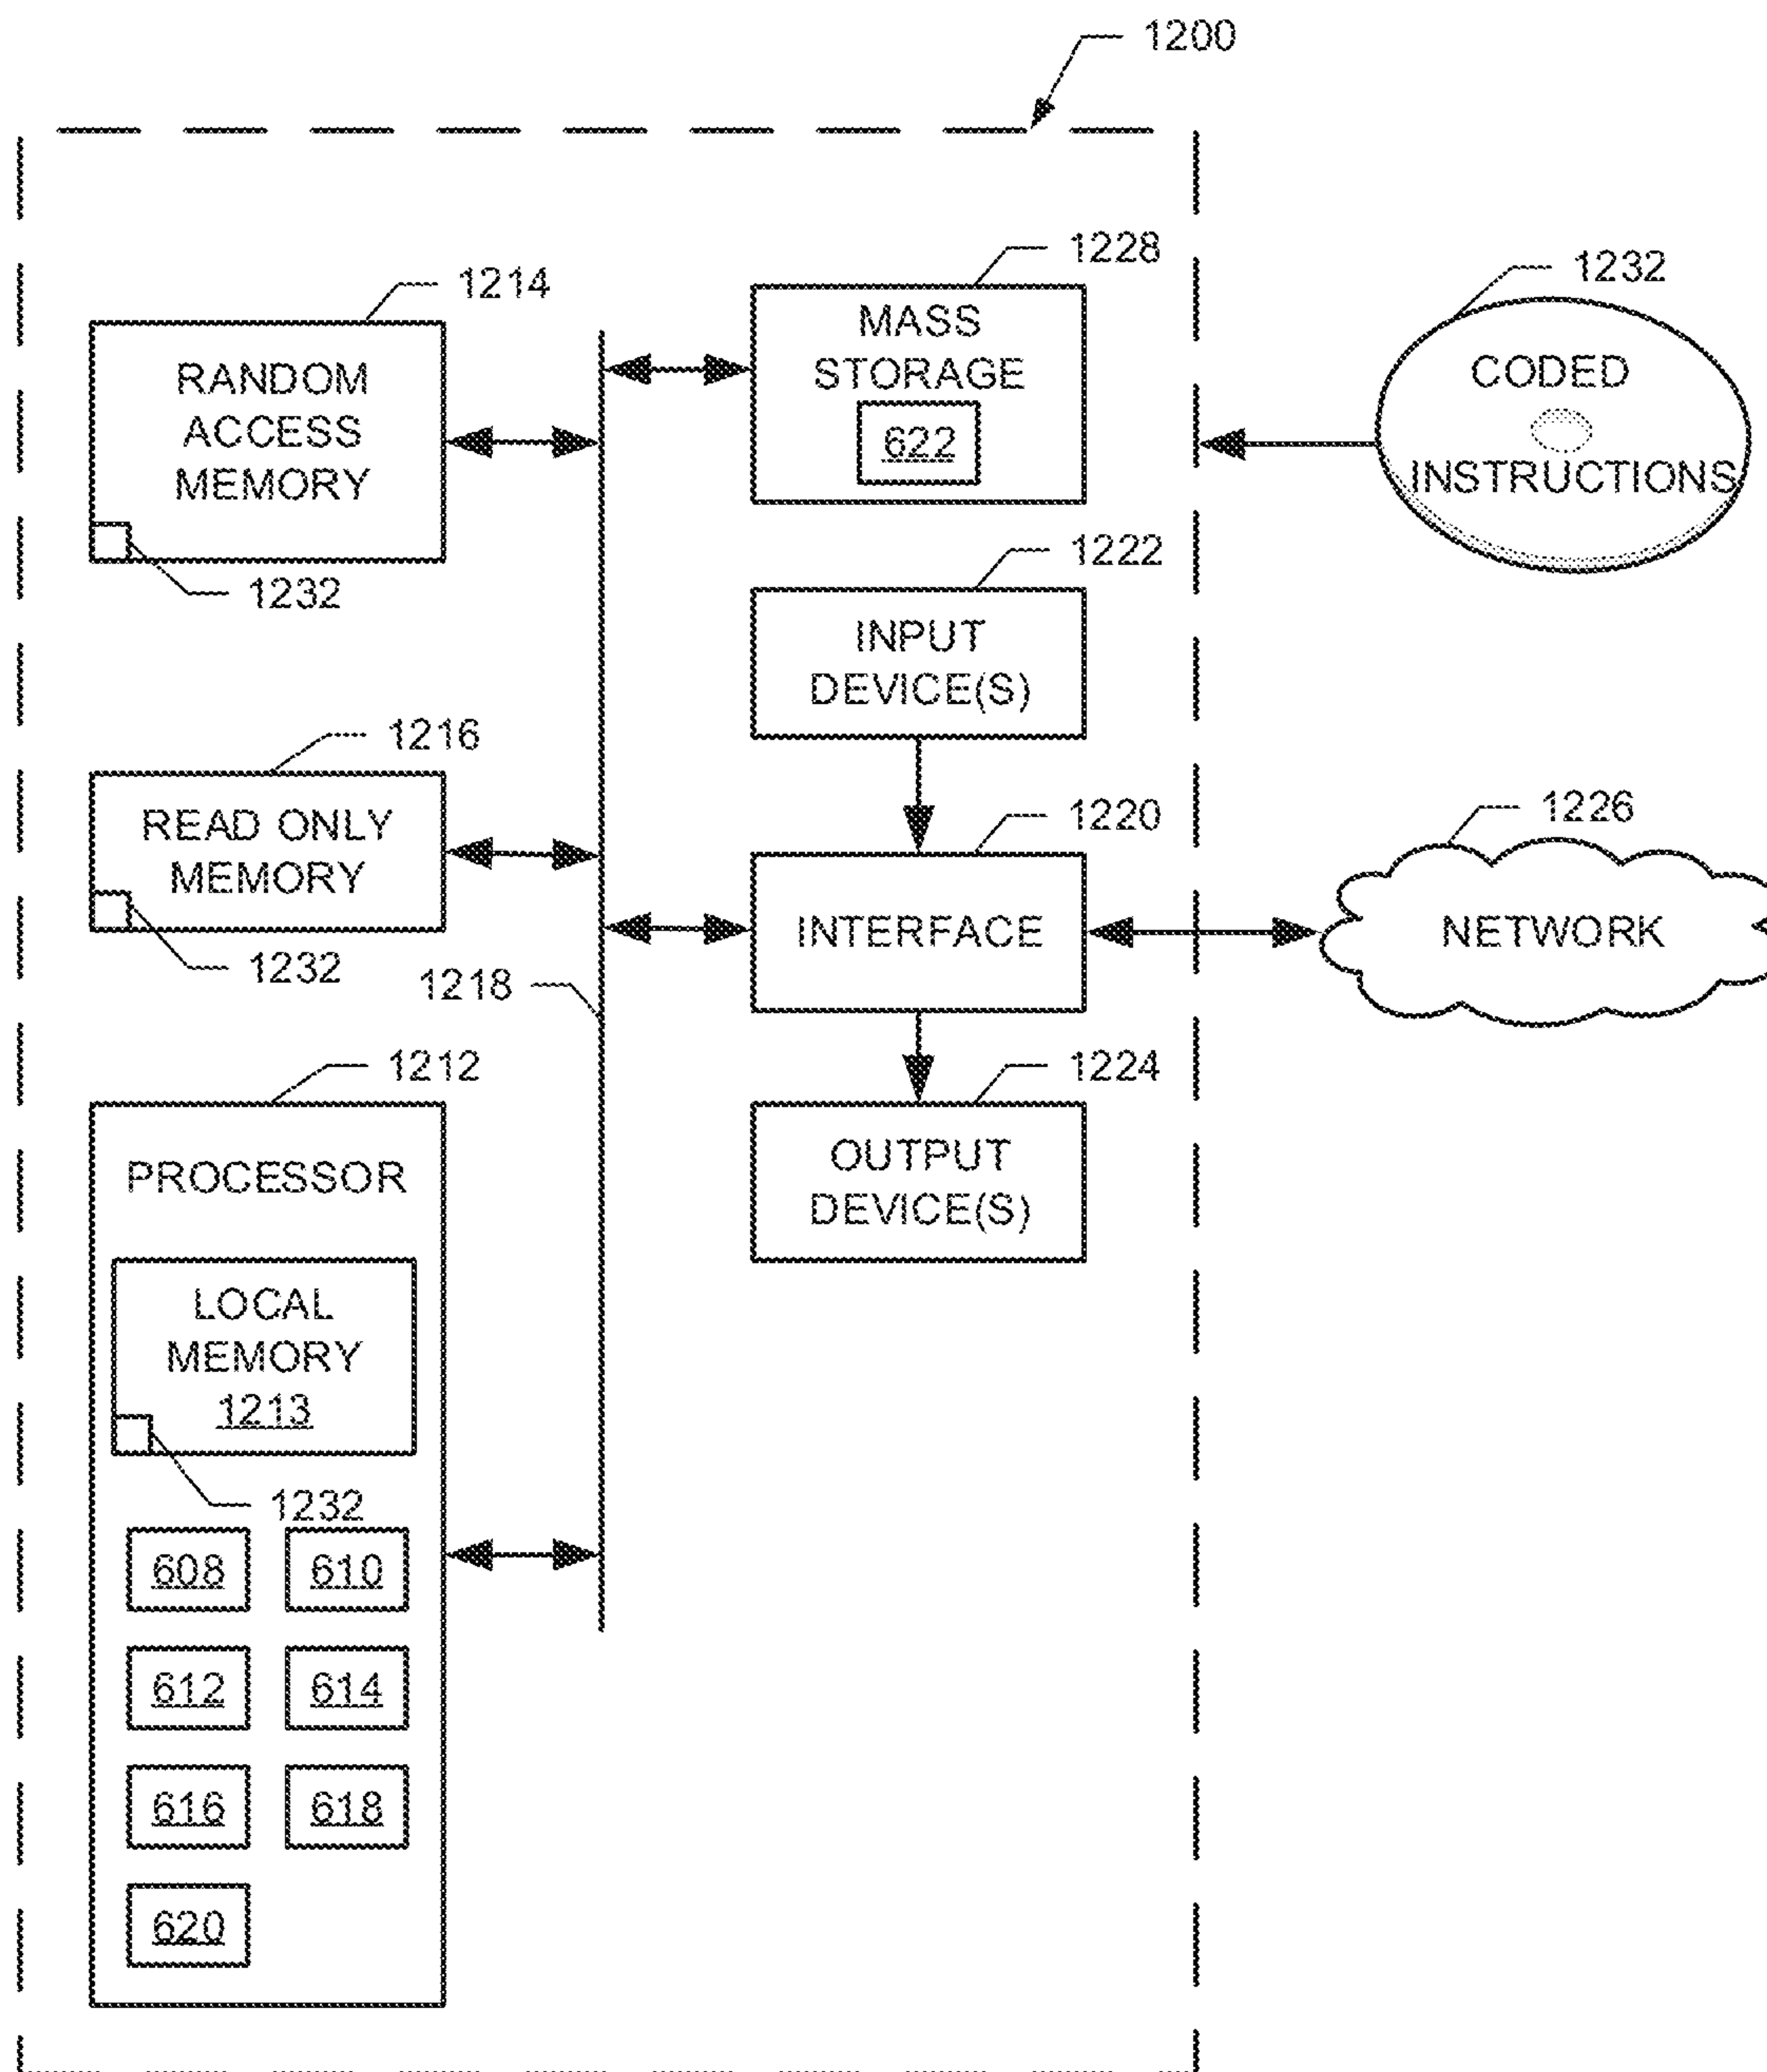 1200
1228
1214
1232
MASS
STORAGE
622
RANDOM
ACCESS
MEMORY
1232
CODED
INSTRUCTIONS
1222
INPUT
DEVICE(S)
1216
READ ONLY
MEMORY
1232
1218
1220
INTERFACE
1226
NETWORK
1212
PROCESSOR
1224
OUTPUT
DEVICE(S)
LOCAL
MEMORY
1213
1232
608
610
612
614
616
618
620